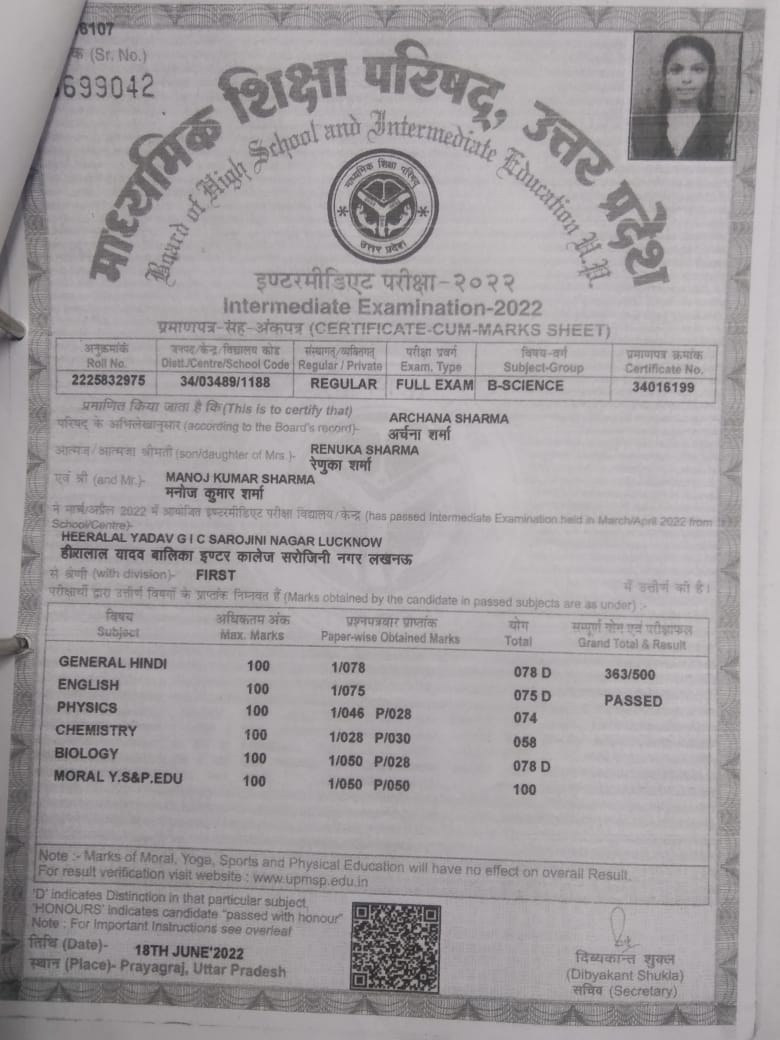 6107
क (Sr. No.)
699042
माध्यमिक शिक्षा परिषद्, उत्तर प्रदेश
Board of High School and Intermediate Education U.P.
माध्यमिक शिक्षा परिषद्
उत्तर प्रदेश
इण्टरमीडिएट परीक्षा-२०२२
Intermediate Examination-2022
प्रमाणपत्र-सह-अंकपत्र (CERTIFICATE-CUM-MARKS SHEET)
अनुक्रमांक जनपद/केन्द्र/विद्यालय कोड संस्थागत/व्यक्तिगत परीक्षा प्रवर्ग विषय-वर्ग प्रमाणपत्र क्रमांक
Roll No. Distt./Centre/School Code Regular / Private Exam. Type Subject-Group Certificate No.
2225832975 34/03489/1188 REGULAR FULL EXAM B-SCIENCE 34016199
प्रमाणित किया जाता है कि (This is to certify that) ARCHANA SHARMA
परिषद् के अभिलेखानुसार (according to the Board's record)- अर्चना शर्मा
आत्मज/आत्मजा श्रीमती (son/daughter of Mrs.)- RENUKA SHARMA
रेणुका शर्मा
एवं श्री (and Mr.)- MANOJ KUMAR SHARMA
मनोज कुमार शर्मा
ने मार्च/अप्रैल 2022 में आयोजित इण्टरमीडिएट परीक्षा विद्यालय/केन्द्र (has passed Intermediate Examination held in March/April 2022 from
School/Centre)-
HEERALAL YADAV G I C SAROJINI NAGAR LUCKNOW
हीरालाल यादव बालिका इण्टर कालेज सरोजिनी नगर लखनऊ
से श्रेणी (with division)- FIRST में उत्तीर्ण की है।
परीक्षार्थी द्वारा उत्तीर्ण विषयों के प्राप्तांक निम्नवत हैं (Marks obtained by the candidate in passed subjects are as under) :-
विषय अधिकतम अंक प्रश्नपत्रवार प्राप्तांक योग सम्पूर्ण योग एवं परीक्षाफल
Subject Max. Marks Paper-wise Obtained Marks Total Grand Total & Result
GENERAL HINDI 100 1/078 078 D 363/500
ENGLISH 100 1/075 075 D PASSED
PHYSICS 100 1/046 P/028 074
CHEMISTRY 100 1/028 P/030 058
BIOLOGY 100 1/050 P/028 078 D
MORAL Y.S&P.EDU 100 1/050 P/050 100
Note :- Marks of Moral, Yoga, Sports and Physical Education will have no effect on overall Result.
For result verification visit website : www.upmsp.edu.in
'D' indicates Distinction in that particular subject,
'HONOURS' indicates candidate "passed with honour"
Note : For Important Instructions see overleaf
तिथि (Date)- 18TH JUNE'2022
स्थान (Place)- Prayagraj, Uttar Pradesh
दिब्यकान्त शुक्ल
(Dibyakant Shukla)
सचिव (Secretary)